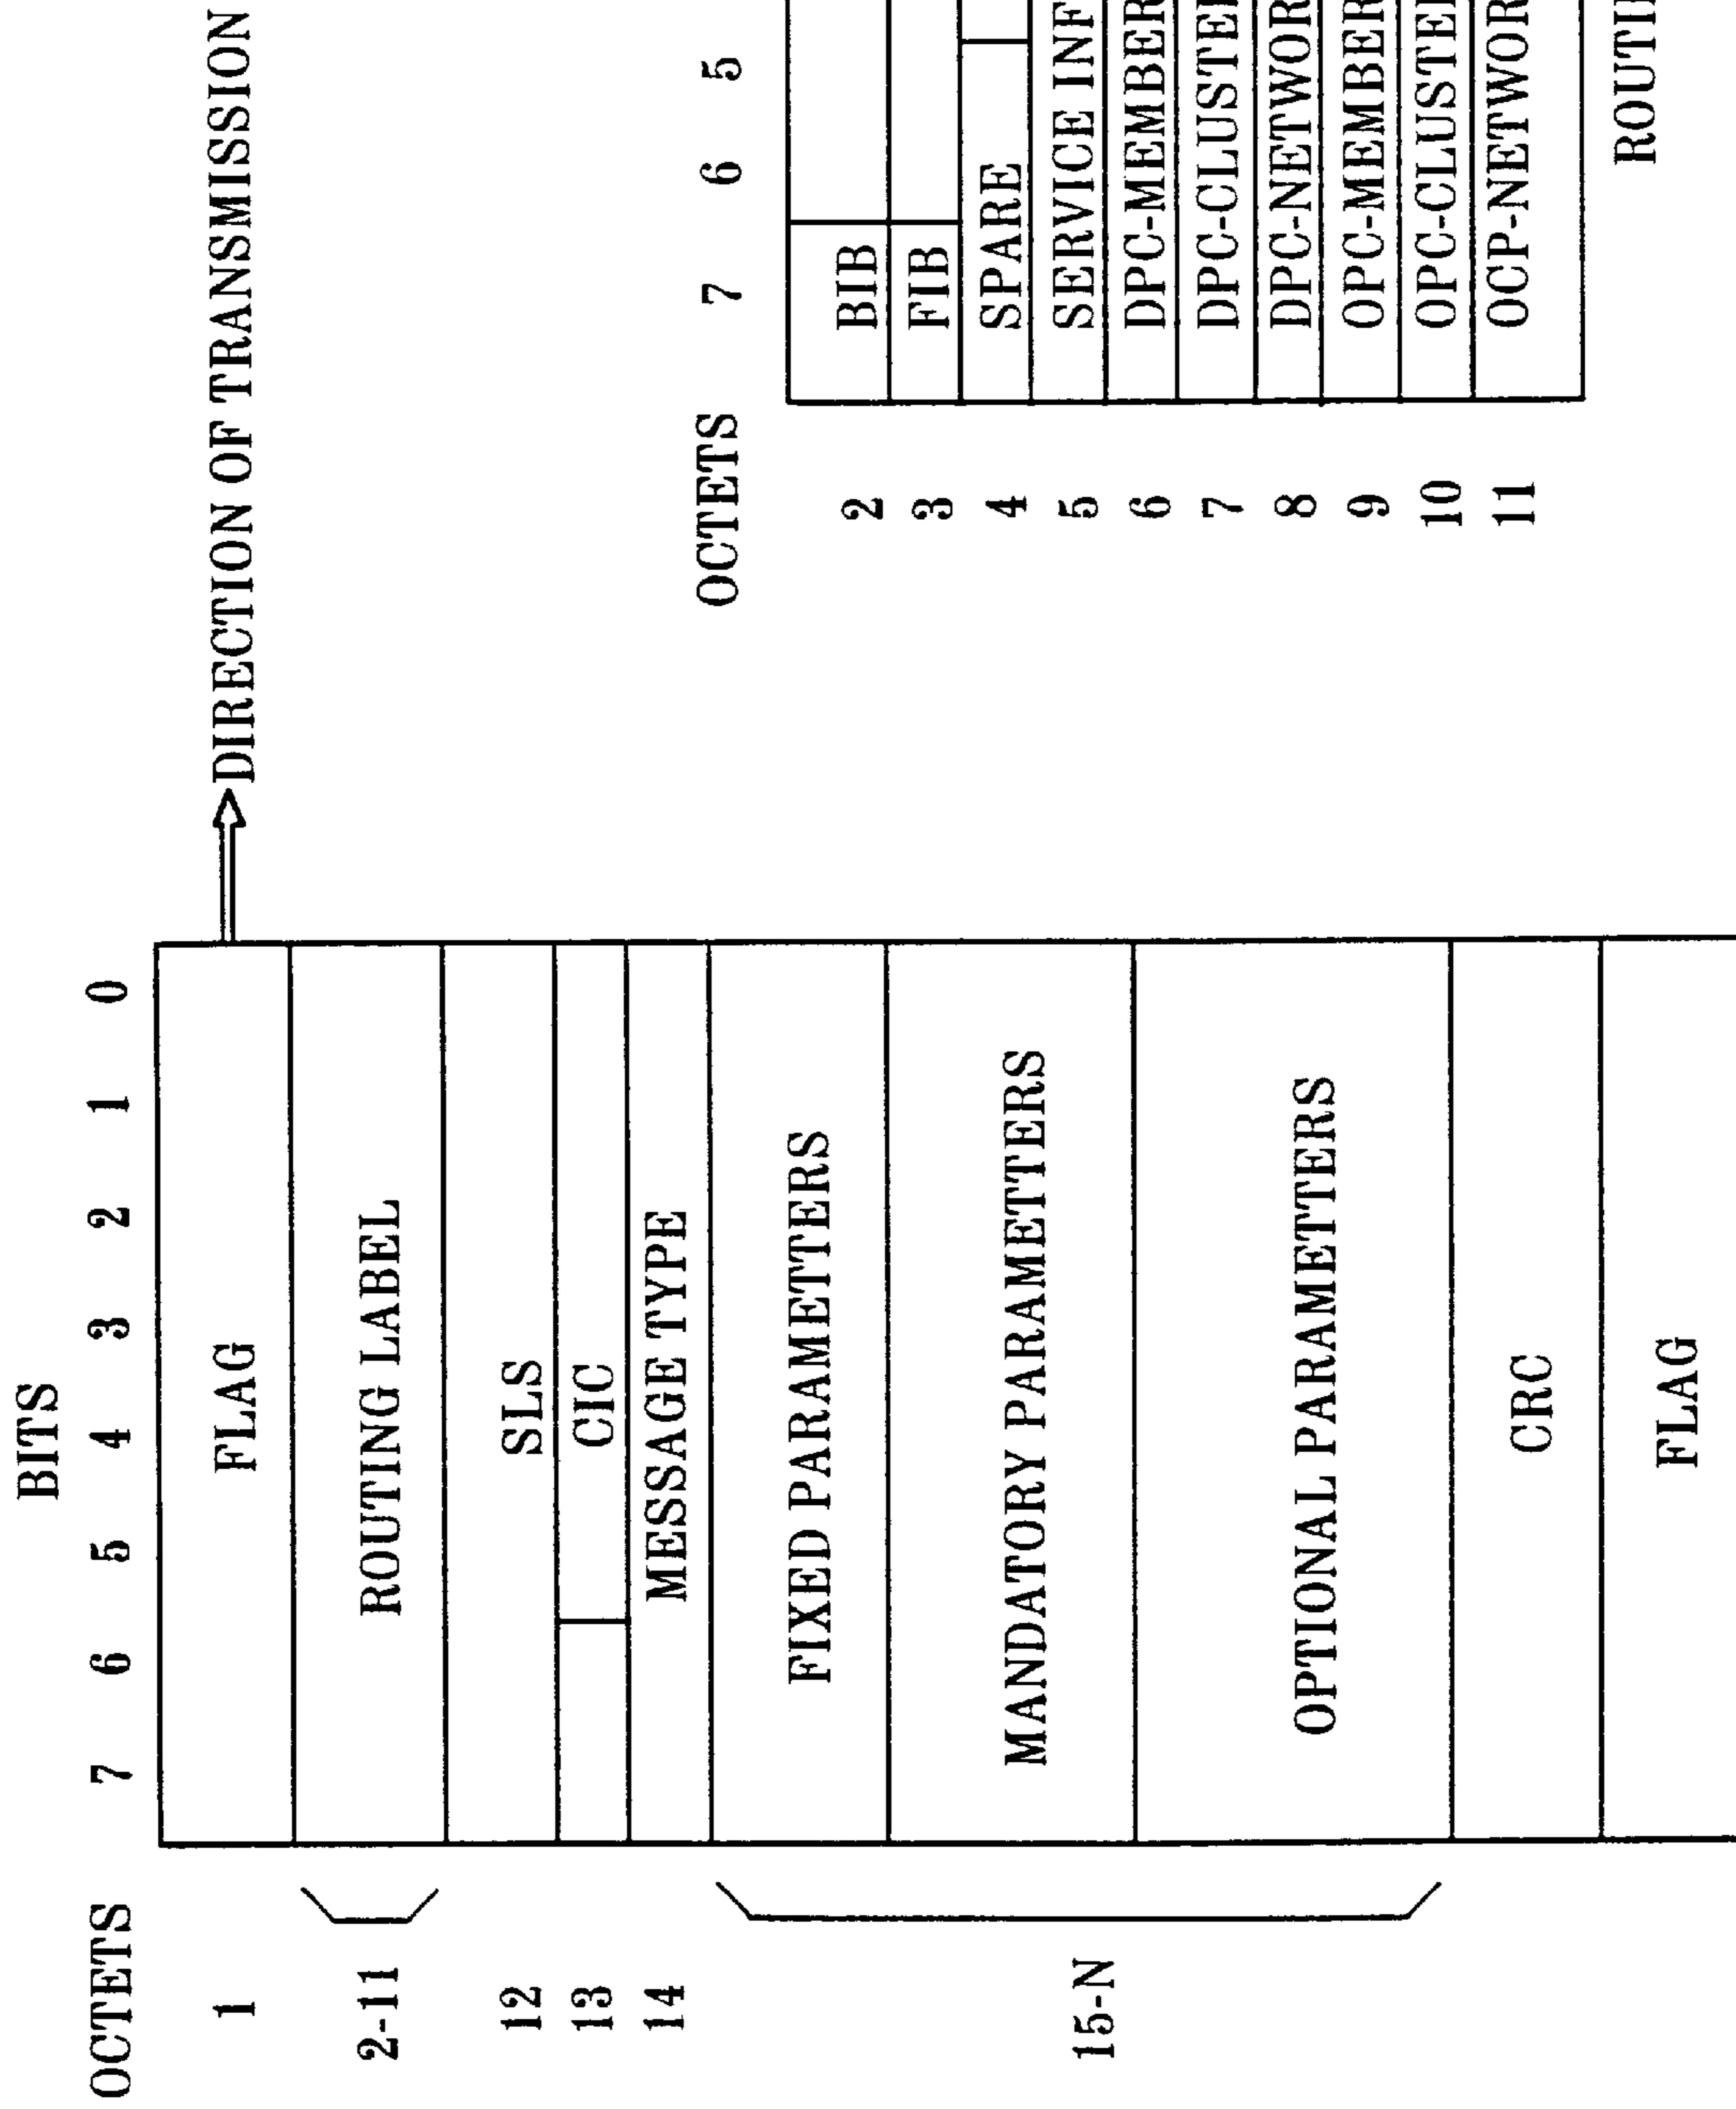 BITS
OCTETS 7 6 5 4 3 2 1 0
1 FLAG
DIRECTION OF TRANSMISSION
2-11 ROUTING LABEL
12 SLS
13 CIC
14 MESSAGE TYPE
15-N
FIXED PARAMETTERS
MANDATORY PARAMETTERS
OPTIONAL PARAMETTERS
CRC
FLAG
OCTETS 7 6 5
2 BIB
3 FIB
4 SPARE
5 SERVICE INF
6 DPC-MEMBER
7 DPC-CLUSTE
8 DPC-NETWOR
9 OPC-MEMBER
10 OPC-CLUSTE
11 OCP-NETWOR
ROUTI